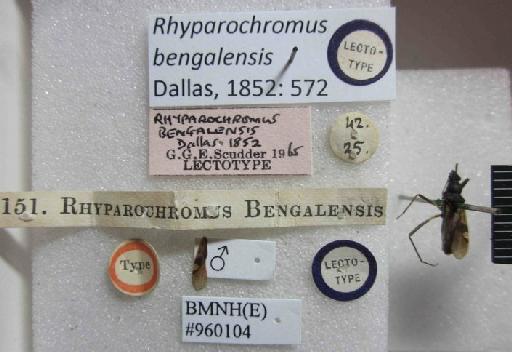 Rhyparochromus
bengalensis
Dallas, 1852: 572
LECTO-
TYPE
RHYPAROCHROMUS
BENGALENSIS
Dallas 1852
G.G.E. Scudder 1965
LECTOTYPE
42.
25.
151. RHYPAROCHROMUS BENGALENSIS
Type
♂
LECTO-
TYPE
BMNH(E)
#960104